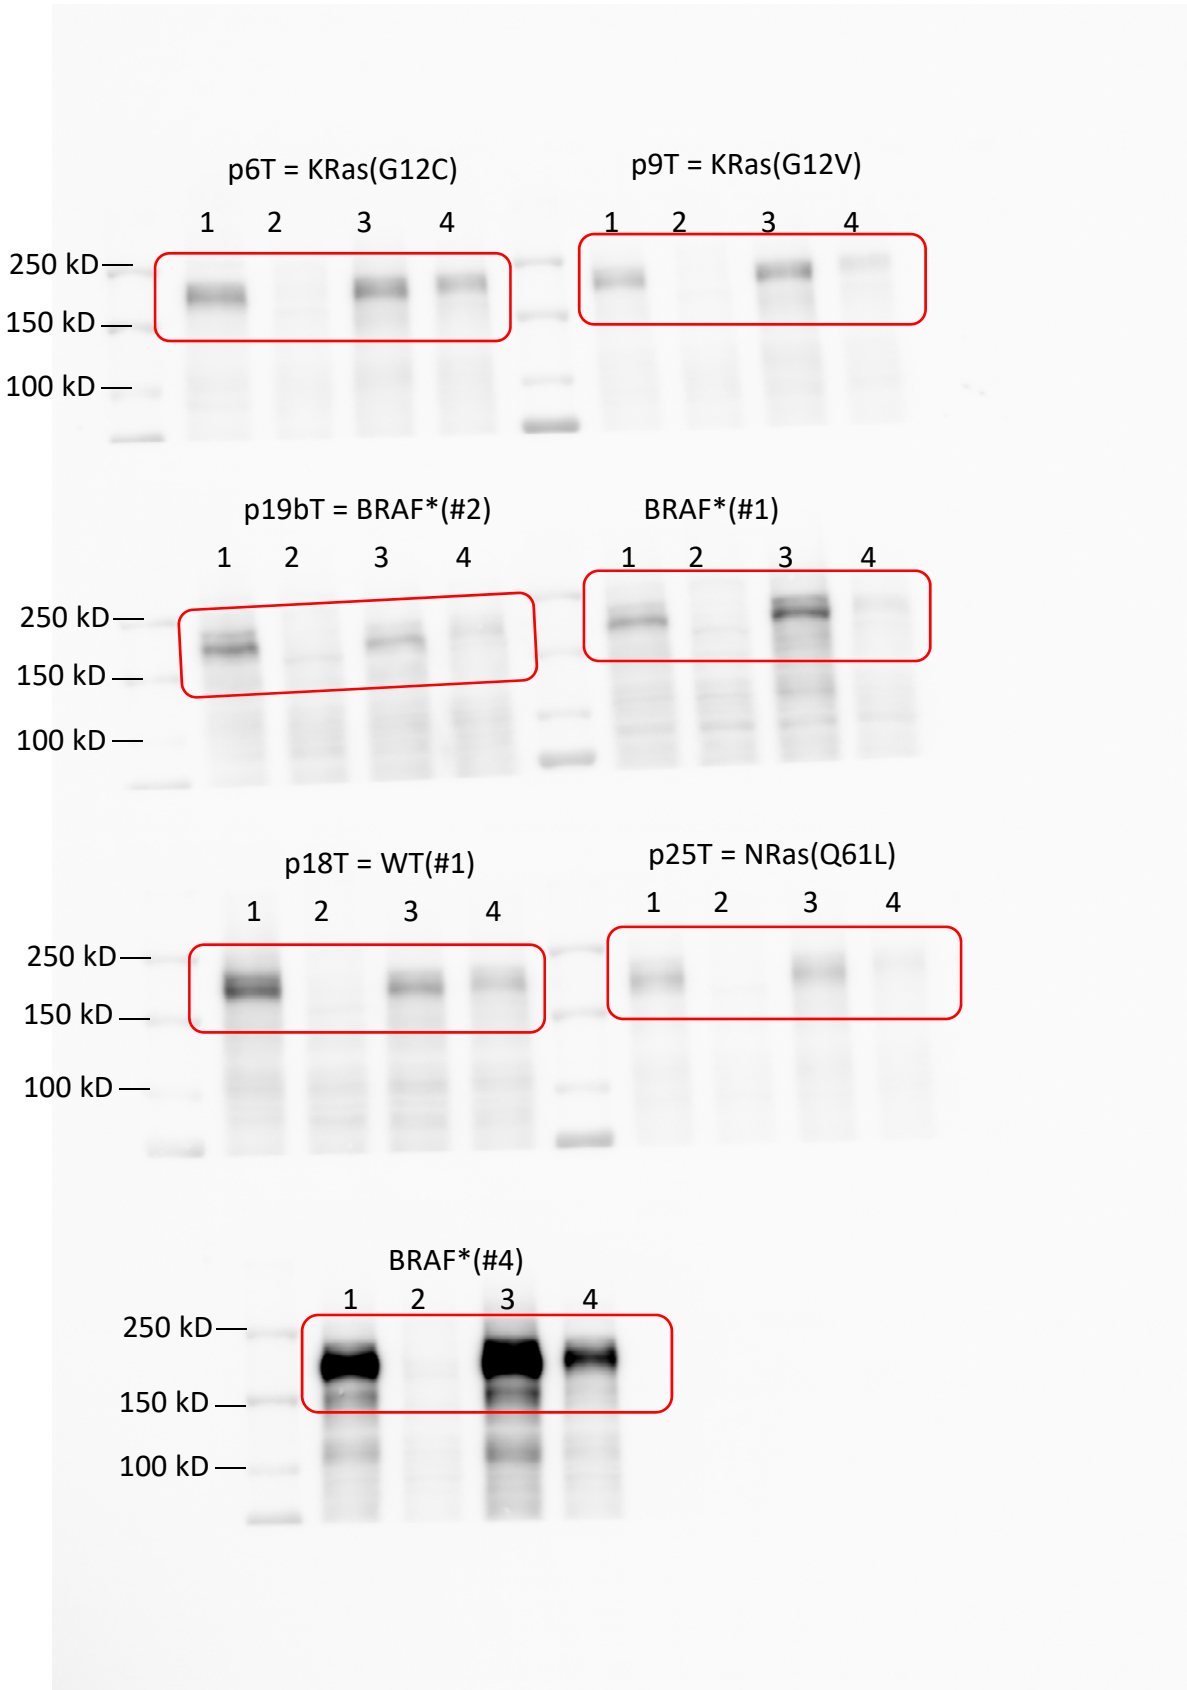 p6T = KRas(G12C)
1 2 3 4
250 kD
150 kD
100 kD
p9T = KRas(G12V)
1 2 3 4
p19bT = BRAF*(#2)
1 2 3 4
250 kD
150 kD
100 kD
BRAF*(#1)
1 2 3 4
p18T = WT(#1)
1 2 3 4
250 kD
150 kD
100 kD
p25T = NRas(Q61L)
1 2 3 4
BRAF*(#4)
1 2 3 4
250 kD
150 kD
100 kD